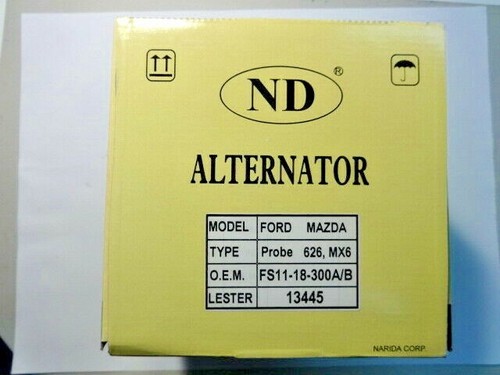 ND ®
ALTERNATOR
MODEL FORD MAZDA
TYPE Probe 626, MX6
O.E.M. FS11-18-300A/B
LESTER 13445
NARIDA CORP.